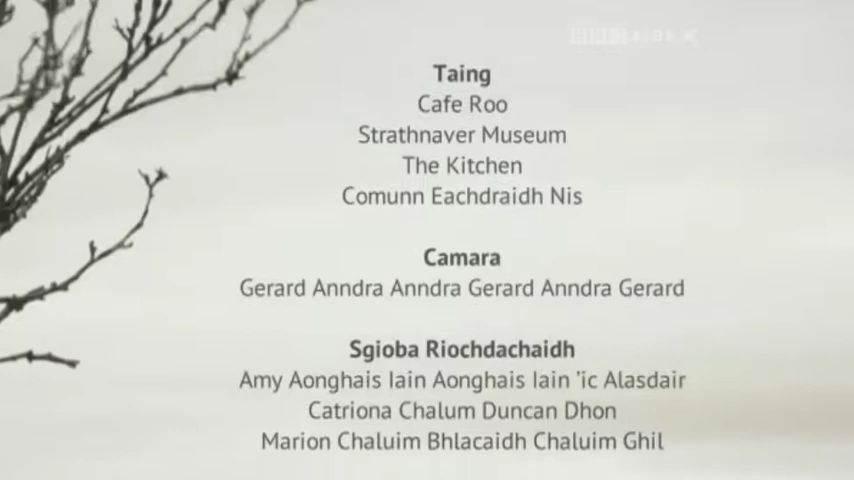 Taing
Cafe Roo
Strathnaver Museum
The Kitchen
Comunn Eachdraidh Nis
Camara
Gerard Anndra Anndra Gerard Anndra Gerard
Sgioba Riochdachaidh
Amy Aonghais Iain Aonghais Iain 'ic Alasdair
Catriona Chalum Duncan Dhon
Marion Chaluim Bhlacaidh Chaluim Ghil